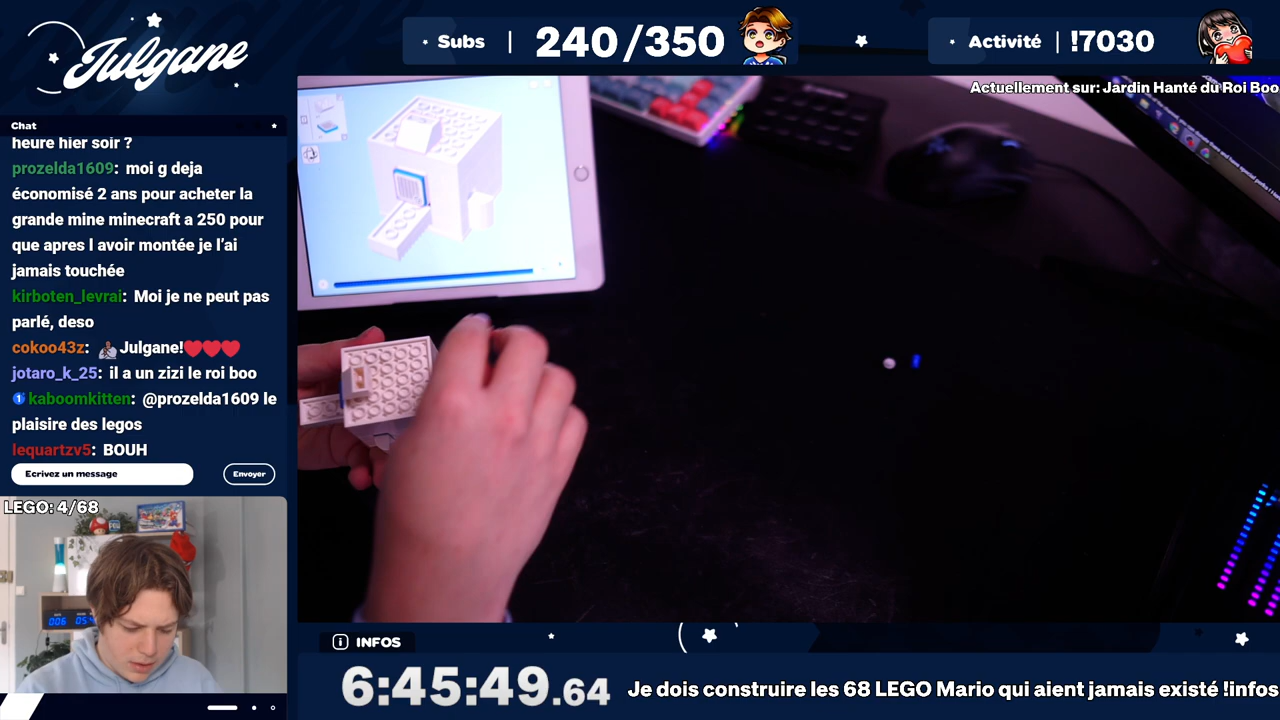 Julgane
Subs | 240/350
Activité | !7030
Actuellement sur: Jardin Hanté du Roi Boo
Chat
heure hier soir ?
prozelda1609: moi g deja
économisé 2 ans pour acheter la
grande mine minecraft a 250 pour
que apres l avoir montée je l'ai
jamais touchée
kirboten_levrai: Moi je ne peut pas
parlé, deso
cokoo43z: Julgane!
jotaro_k_25: il a un zizi le roi boo
1 kaboomkitten: @prozelda1609 le
plaisire des legos
lequartzv5: BOUH
Ecrivez un message
Envoyer
LEGO: 4/68
INFOS
6:45:49.64
Je dois construire les 68 LEGO Mario qui aient jamais existé !infos